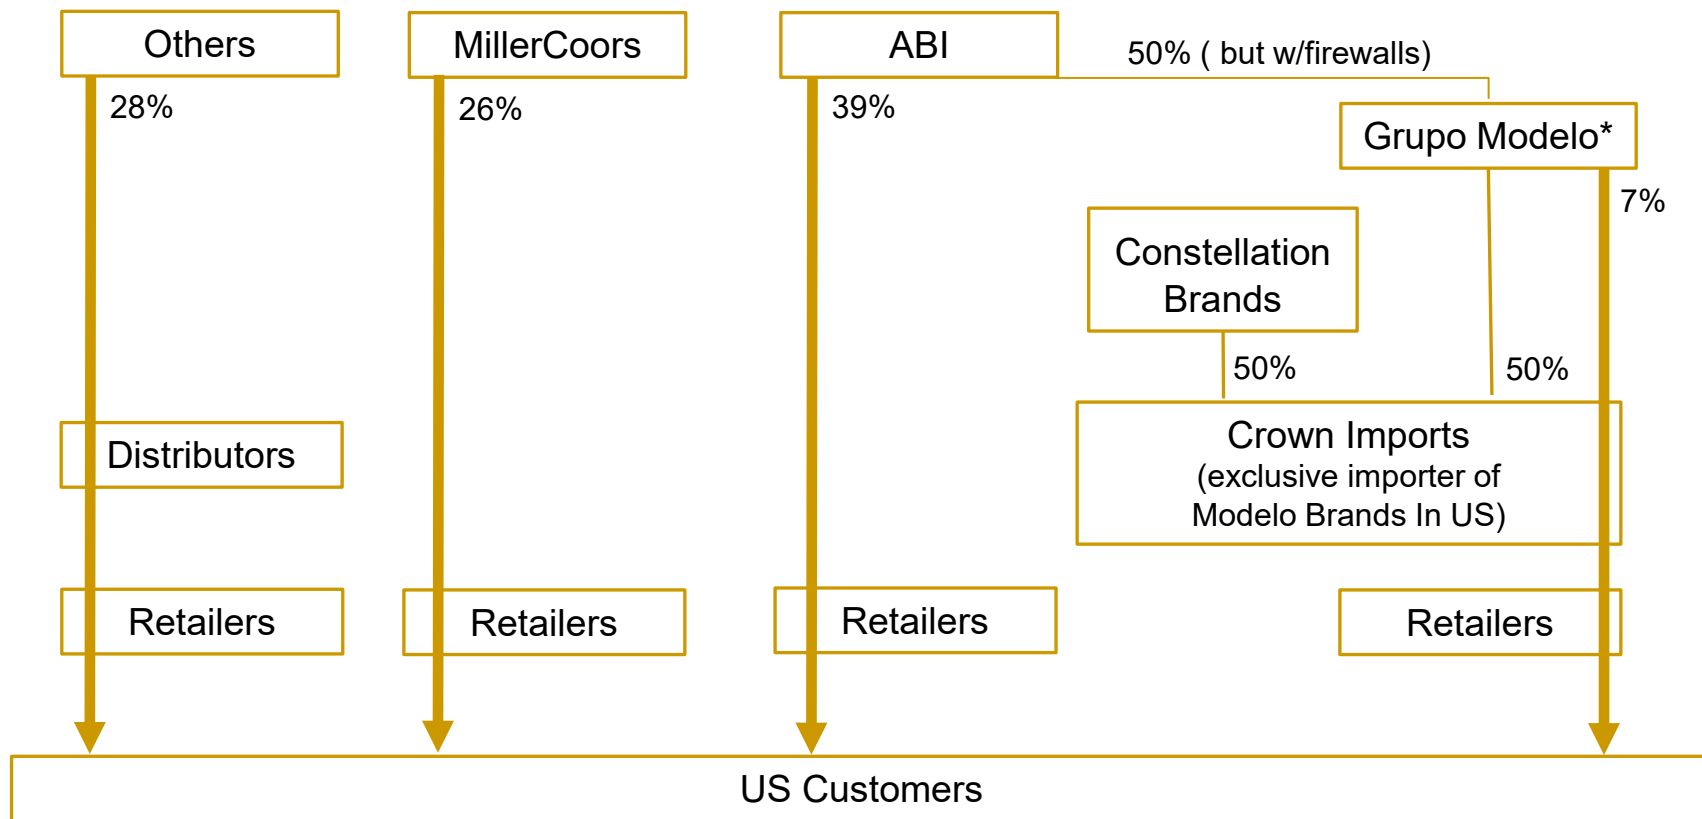 Others
MillerCoors
ABI
50% ( but w/firewalls)
28%
26%
39%
Grupo Modelo*
7%
Constellation
Brands
50%
50%
Crown Imports
(exclusive importer of
Modelo Brands In US)
Distributors
Retailers
Retailers
Retailers
Retailers
US Customers